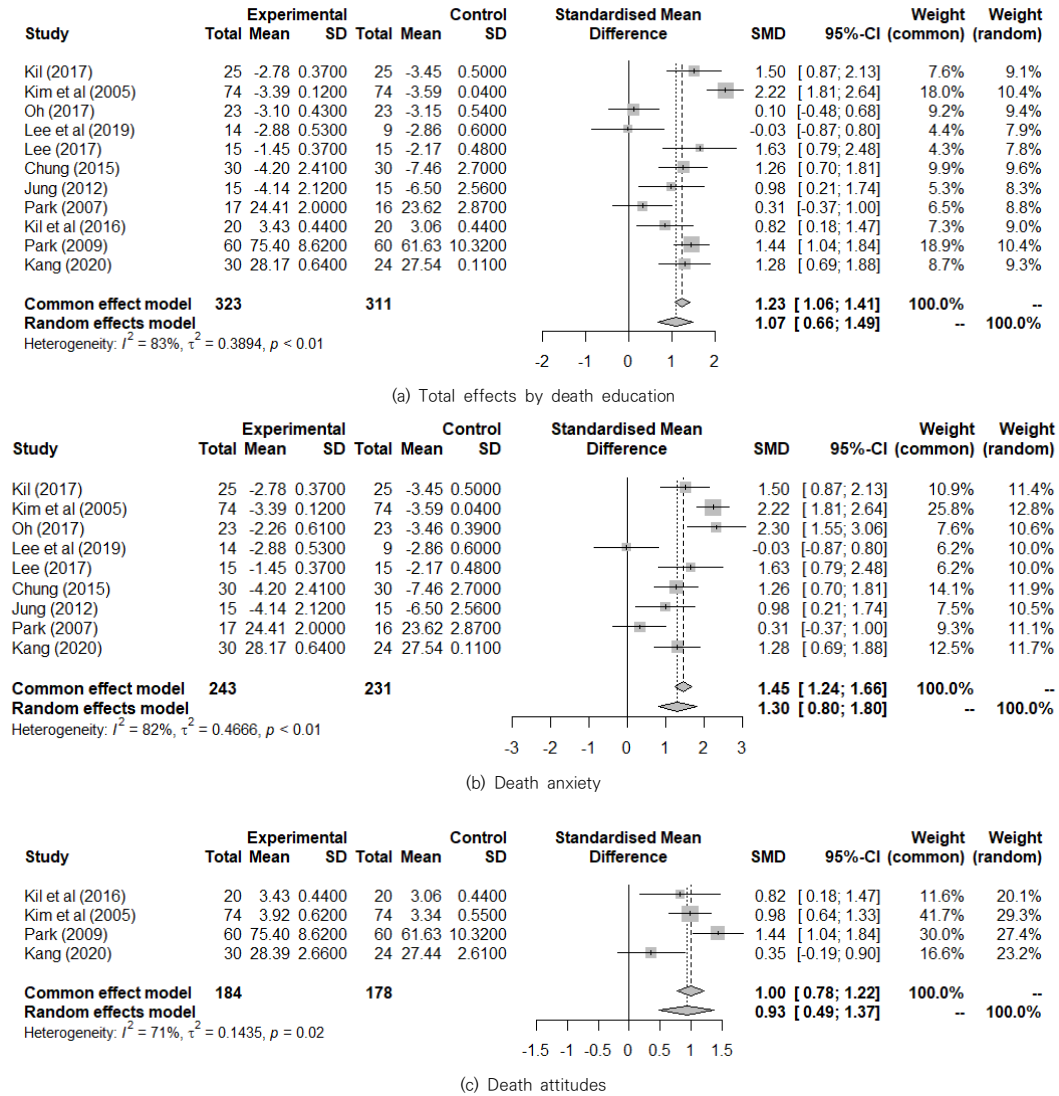 Experimental Control Standardised Mean Weight Weight
Study Total Mean SD Total Mean SD Difference SMD 95%-CI (common) (random)
Kil (2017) 25 -2.78 0.3700 25 -3.45 0.5000 1.50 [ 0.87; 2.13] 7.6% 9.1%
Kim et al (2005) 74 -3.39 0.1200 74 -3.59 0.0400 2.22 [ 1.81; 2.64] 18.0% 10.4%
Oh (2017) 23 -3.10 0.4300 23 -3.15 0.5400 0.10 [-0.48; 0.68] 9.2% 9.4%
Lee et al (2019) 14 -2.88 0.5300 9 -2.86 0.6000 -0.03 [-0.87; 0.80] 4.4% 7.9%
Lee (2017) 15 -1.45 0.3700 15 -2.17 0.4800 1.63 [ 0.79; 2.48] 4.3% 7.8%
Chung (2015) 30 -4.20 2.4100 30 -7.46 2.7000 1.26 [ 0.70; 1.81] 9.9% 9.6%
Jung (2012) 15 -4.14 2.1200 15 -6.50 2.5600 0.98 [ 0.21; 1.74] 5.3% 8.3%
Park (2007) 17 24.41 2.0000 16 23.62 2.8700 0.31 [-0.37; 1.00] 6.5% 8.8%
Kil et al (2016) 20 3.43 0.4400 20 3.06 0.4400 0.82 [ 0.18; 1.47] 7.3% 9.0%
Park (2009) 60 75.40 8.6200 60 61.63 10.3200 1.44 [ 1.04; 1.84] 18.9% 10.4%
Kang (2020) 30 28.17 0.6400 24 27.54 0.1100 1.28 [ 0.69; 1.88] 8.7% 9.3%
Common effect model 323 311 1.23 [ 1.06; 1.41] 100.0% --
Random effects model 1.07 [ 0.66; 1.49] -- 100.0%
Heterogeneity: I² = 83%, τ² = 0.3894, p < 0.01
-2 -1 0 1 2
(a) Total effects by death education
Experimental Control Standardised Mean Weight Weight
Study Total Mean SD Total Mean SD Difference SMD 95%-CI (common) (random)
Kil (2017) 25 -2.78 0.3700 25 -3.45 0.5000 1.50 [ 0.87; 2.13] 10.9% 11.4%
Kim et al (2005) 74 -3.39 0.1200 74 -3.59 0.0400 2.22 [ 1.81; 2.64] 25.8% 12.8%
Oh (2017) 23 -2.26 0.6100 23 -3.46 0.3900 2.30 [ 1.55; 3.06] 7.6% 10.6%
Lee et al (2019) 14 -2.88 0.5300 9 -2.86 0.6000 -0.03 [-0.87; 0.80] 6.2% 10.0%
Lee (2017) 15 -1.45 0.3700 15 -2.17 0.4800 1.63 [ 0.79; 2.48] 6.2% 10.0%
Chung (2015) 30 -4.20 2.4100 30 -7.46 2.7000 1.26 [ 0.70; 1.81] 14.1% 11.9%
Jung (2012) 15 -4.14 2.1200 15 -6.50 2.5600 0.98 [ 0.21; 1.74] 7.5% 10.5%
Park (2007) 17 24.41 2.0000 16 23.62 2.8700 0.31 [-0.37; 1.00] 9.3% 11.1%
Kang (2020) 30 28.17 0.6400 24 27.54 0.1100 1.28 [ 0.69; 1.88] 12.5% 11.7%
Common effect model 243 231 1.45 [ 1.24; 1.66] 100.0% --
Random effects model 1.30 [ 0.80; 1.80] -- 100.0%
Heterogeneity: I² = 82%, τ² = 0.4666, p < 0.01
-3 -2 -1 0 1 2 3
(b) Death anxiety
Experimental Control Standardised Mean Weight Weight
Study Total Mean SD Total Mean SD Difference SMD 95%-CI (common) (random)
Kil et al (2016) 20 3.43 0.4400 20 3.06 0.4400 0.82 [ 0.18; 1.47] 11.6% 20.1%
Kim et al (2005) 74 3.92 0.6200 74 3.34 0.5500 0.98 [ 0.64; 1.33] 41.7% 29.3%
Park (2009) 60 75.40 8.6200 60 61.63 10.3200 1.44 [ 1.04; 1.84] 30.0% 27.4%
Kang (2020) 30 28.39 2.6600 24 27.44 2.6100 0.35 [-0.19; 0.90] 16.6% 23.2%
Common effect model 184 178 1.00 [ 0.78; 1.22] 100.0% --
Random effects model 0.93 [ 0.49; 1.37] -- 100.0%
Heterogeneity: I² = 71%, τ² = 0.1435, p = 0.02
-1.5 -1 -0.5 0 0.5 1 1.5
(c) Death attitudes